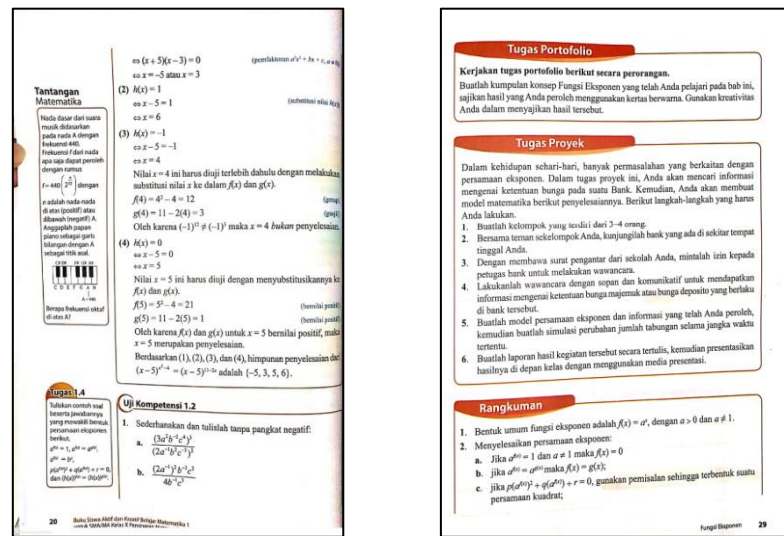 ⇔ (x + 5)(x − 3) = 0
⇔ x = −5 atau x = 3
(2) h(x) = 1
⇔ x − 5 = 1
⇔ x = 6
(3) h(x) = −1
⇔ x − 5 = −1
⇔ x = 4
Nilai x = 4 ini harus diuji terlebih dahulu dengan melakukan
substitusi nilai x ke dalam f(x) dan g(x).
f(4) = 4² − 4 = 12
g(4) = 11 − 2(4) = 3
Oleh karena (−1)¹² ≠ (−1)³ maka x = 4 bukan penyelesaian.
(4) h(x) = 0
⇔ x − 5 = 0
⇔ x = 5
Nilai x = 5 ini harus diuji dengan menyubstitusikannya ke
f(x) dan g(x).
f(5) = 5² − 4 = 21 (bernilai positif)
g(5) = 11 − 2(5) = 1 (bernilai positif)
Oleh karena f(x) dan g(x) untuk x = 5 bernilai positif, maka
x = 5 merupakan penyelesaian.
Berdasarkan (1), (2), (3), dan (4), himpunan penyelesaian dari
adalah {−5, 3, 5, 6}.
Tantangan
Matematika
Nada dasar dari suara
musik didasarkan
pada nada A dengan
frekuensi 440.
Frekuensi f dari nada
apa saja dapat peroleh
dengan rumus
dengan
n adalah nada-nada
di atas (positif) atau
dibawah (negatif) A.
Anggaplah papan
piano sebagai garis
bilangan dengan A
sebagai titik asal.
C D E F G A B
A=440
Berapa frekuensi oktaf
di atas A?
Tugas 1.4
Tuliskan contoh soal
beserta jawabannya
yang mewakili bentuk
persamaan eksponen
berikut.
Uji Kompetensi 1.2
1. Sederhanakan dan tulislah tanpa pangkat negatif:
a.
b.
20
Buku Siswa Aktif dan Kreatif Belajar Matematika 1
Tugas Portofolio
Kerjakan tugas portofolio berikut secara perorangan.
Buatlah kumpulan konsep Fungsi Eksponen yang telah Anda pelajari pada bab ini,
sajikan hasil yang Anda peroleh menggunakan kertas berwarna. Gunakan kreativitas
Anda dalam menyajikan hasil tersebut.
Tugas Proyek
Dalam kehidupan sehari-hari, banyak permasalahan yang berkaitan dengan
persamaan eksponen. Dalam tugas proyek ini, Anda akan mencari informasi
mengenai ketentuan bunga pada suatu Bank. Kemudian, Anda akan membuat
model matematika berikut penyelesaiannya. Berikut langkah-langkah yang harus
Anda lakukan.
1. Buatlah kelompok yang terdiri dari 3–4 orang.
2. Bersama teman sekelompok Anda, kunjungilah bank yang ada di sekitar tempat
tinggal Anda.
3. Dengan membawa surat pengantar dari sekolah Anda, mintalah izin kepada
petugas bank untuk melakukan wawancara.
4. Lakukanlah wawancara dengan sopan dan komunikatif untuk mendapatkan
informasi mengenai ketentuan bunga majemuk atau bunga deposito yang berlaku
di bank tersebut.
5. Buatlah model persamaan eksponen dan informasi yang telah Anda peroleh,
kemudian buatlah simulasi perubahan jumlah tabungan selama jangka waktu
tertentu.
6. Buatlah laporan hasil kegiatan tersebut secara tertulis, kemudian presentasikan
hasilnya di depan kelas dengan menggunakan media presentasi.
Rangkuman
1. Bentuk umum fungsi eksponen adalah f(x) = aˣ, dengan a > 0 dan a ≠ 1.
2. Menyelesaikan persamaan eksponen:
a. Jika a^f(x) = 1 dan a ≠ 1 maka f(x) = 0
b. jika a^f(x) = a^g(x) maka f(x) = g(x);
c. jika p(a^f(x))² + q(a^f(x)) + r = 0, gunakan pemisalan sehingga terbentuk suatu
persamaan kuadrat;
Fungsi Eksponen 29